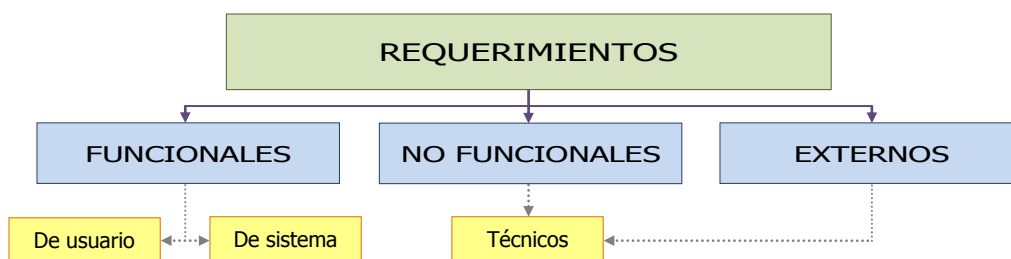 REQUERIMIENTOS
FUNCIONALES
NO FUNCIONALES
EXTERNOS
De usuario
De sistema
Técnicos